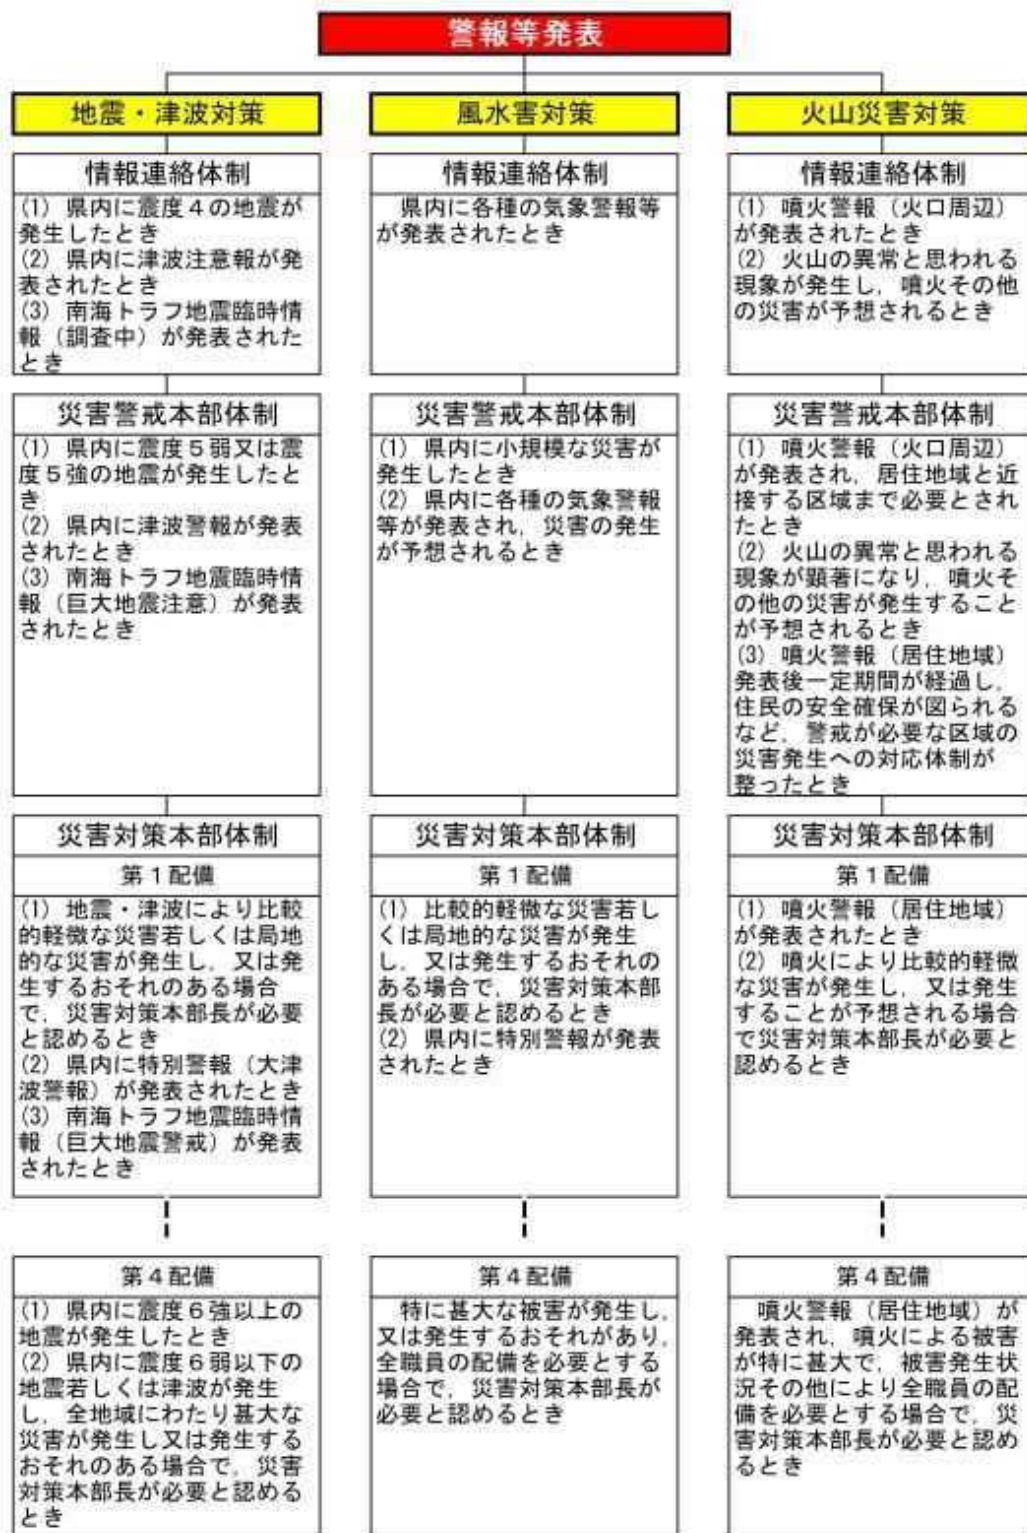 警報等発表
地震・津波対策
情報連絡体制
(1) 県内に震度４の地震が
発生したとき
(2) 県内に津波注意報が発
表されたとき
(3) 南海トラフ地震臨時情
報（調査中）が発表された
とき
災害警戒本部体制
(1) 県内に震度５弱又は震
度５強の地震が発生したと
き
(2) 県内に津波警報が発表
されたとき
(3) 南海トラフ地震臨時情
報（巨大地震注意）が発表
されたとき
災害対策本部体制
第１配備
(1) 地震・津波により比較
的軽微な災害若しくは局地
的な災害が発生し，又は発
生するおそれのある場合
で，災害対策本部長が必要
と認めるとき
(2) 県内に特別警報（大津
波警報）が発表されたとき
(3) 南海トラフ地震臨時情
報（巨大地震警戒）が発表
されたとき
第４配備
(1) 県内に震度６強以上の
地震が発生したとき
(2) 県内に震度６弱以下の
地震若しくは津波が発生
し，全地域にわたり甚大な
災害が発生し又は発生する
おそれのある場合で，災害
対策本部長が必要と認める
とき
風水害対策
情報連絡体制
県内に各種の気象警報等
が発表されたとき
災害警戒本部体制
(1) 県内に小規模な災害が
発生したとき
(2) 県内に各種の気象警報
等が発表され，災害の発生
が予想されるとき
災害対策本部体制
第１配備
(1) 比較的軽微な災害若し
くは局地的な災害が発生
し，又は発生するおそれの
ある場合で，災害対策本部
長が必要と認めるとき
(2) 県内に特別警報が発表
されたとき
第４配備
特に甚大な被害が発生し，
又は発生するおそれがあり，
全職員の配備を必要とする
場合で，災害対策本部長が
必要と認めるとき
火山災害対策
情報連絡体制
(1) 噴火警報（火口周辺）
が発表されたとき
(2) 火山の異常と思われる
現象が発生し，噴火その他
の災害が予想されるとき
災害警戒本部体制
(1) 噴火警報（火口周辺）
が発表され，居住地域と近
接する区域まで必要とされ
たとき
(2) 火山の異常と思われる
現象が顕著になり，噴火そ
の他の災害が発生すること
が予想されるとき
(3) 噴火警報（居住地域）
発表後一定期間が経過し，
住民の安全確保が図られる
など，警戒が必要な区域の
災害発生への対応体制が
整ったとき
災害対策本部体制
第１配備
(1) 噴火警報（居住地域）
が発表されたとき
(2) 噴火により比較的軽微
な災害が発生し，又は発生
することが予想される場合
で災害対策本部長が必要と
認めるとき
第４配備
噴火警報（居住地域）が
発表され，噴火による被害
が特に甚大で，被害発生状
況その他により全職員の配
備を必要とする場合で，災
害対策本部長が必要と認め
るとき